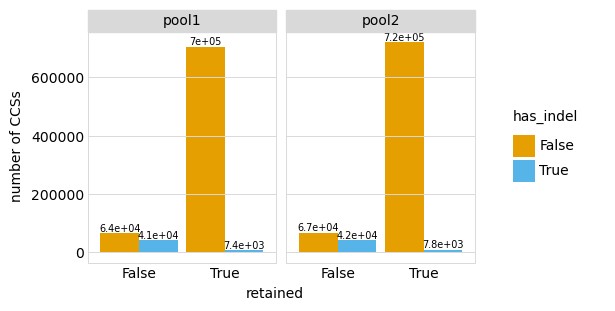 pool1 pool2
number of CCSs
600000
400000
200000
0
7e+05
6.4e+04
4.1e+04
7.4e+03
7.2e+05
6.7e+04
4.2e+04
7.8e+03
False True False True
retained
has_indel
False
True